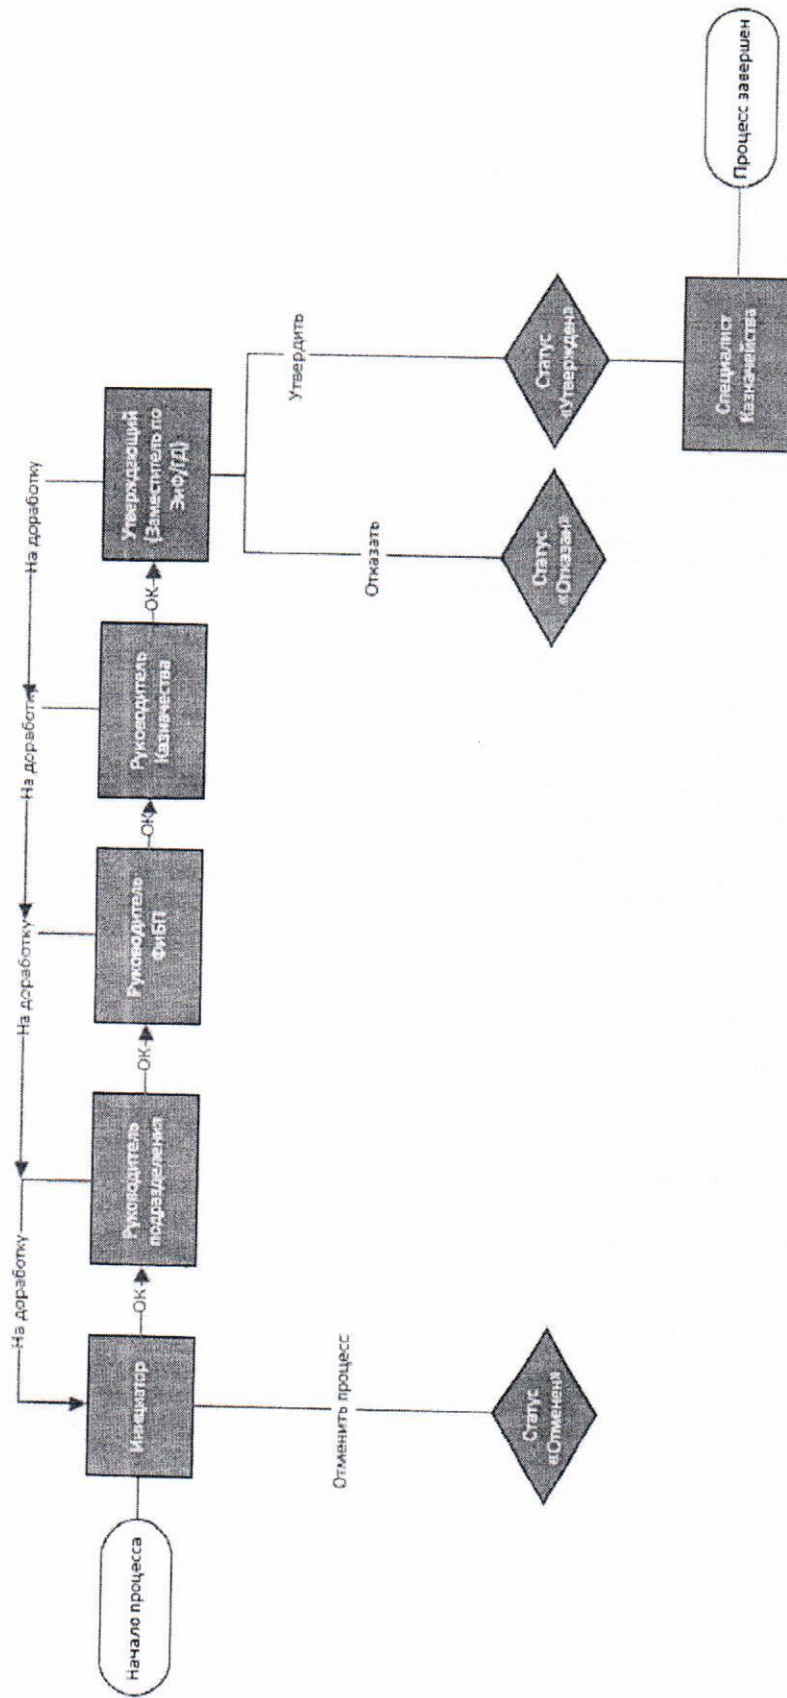 На доработку
На доработку
На доработку
На доработку
Начало процесса
Инициатор
ОК
Руководитель
подразделения
ОК
Руководитель
ФиБП
ОК
Руководитель
Казначества
ОК
Утверждающий
(Заместитель по
ЭиФ/ГД)
Отменить процесс
Отказать
Утвердить
Статус
«Отменен»
Статус
«Отказан»
Статус
«Утвержден»
Специалист
Казначейства
Процесс завершен